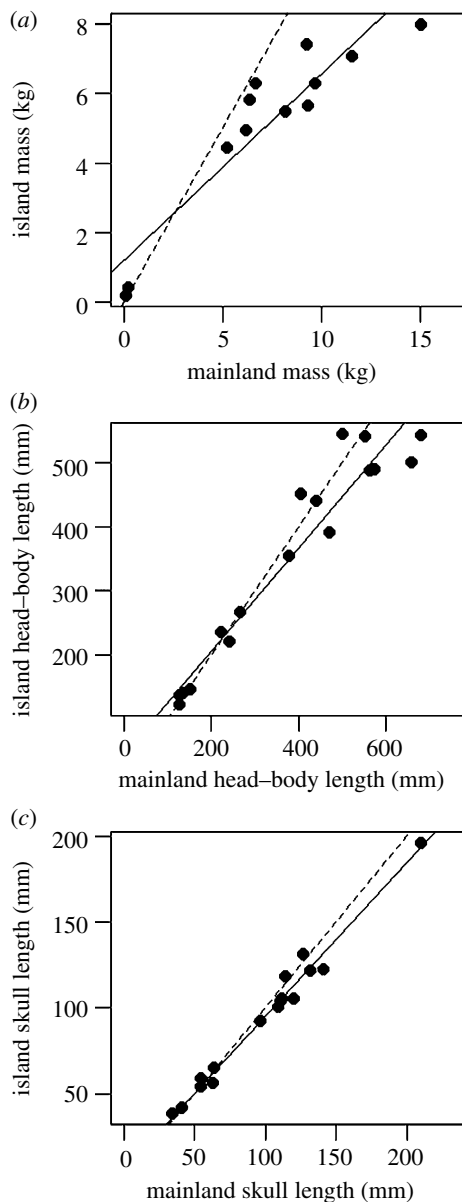 (a)
8
6
4
2
0
island mass (kg)
0 5 10 15
mainland mass (kg)
(b)
500
400
300
200
island head–body length (mm)
0 200 400 600
mainland head–body length (mm)
(c)
200
150
100
50
island skull length (mm)
0 50 100 150 200
mainland skull length (mm)